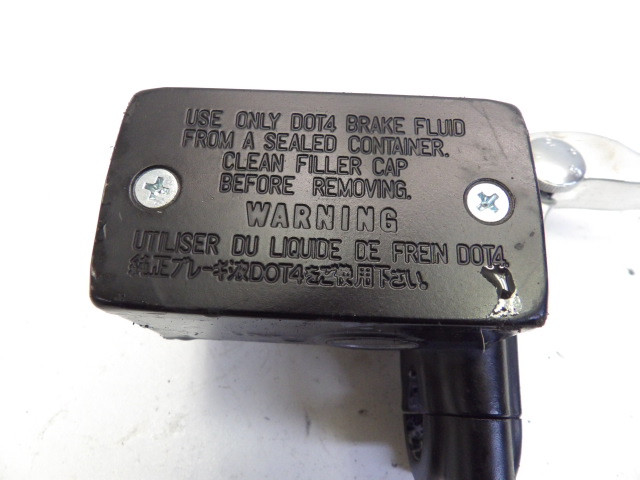 USE ONLY DOT4 BRAKE FLUID
FROM A SEALED CONTAINER.
CLEAN FILLER CAP
BEFORE REMOVING.
WARNING
UTILISER DU LIQUIDE DE FREIN DOT4.
純正ブレーキ液DOT4をご使用下さい.